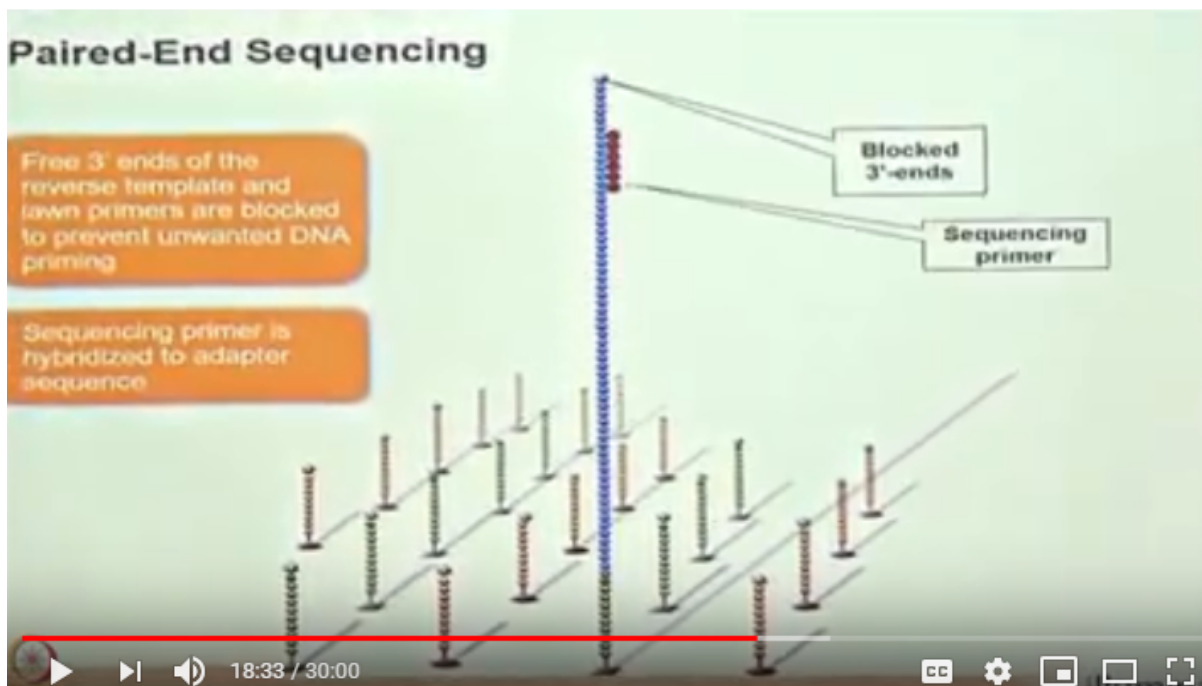 Paired-End Sequencing
Free 3' ends of the
reverse template and
lawn primers are blocked
to prevent unwanted DNA
priming
Sequencing primer is
hybridized to adapter
sequence
Blocked
3'-ends
Sequencing
primer
18:33 / 30:00
CC